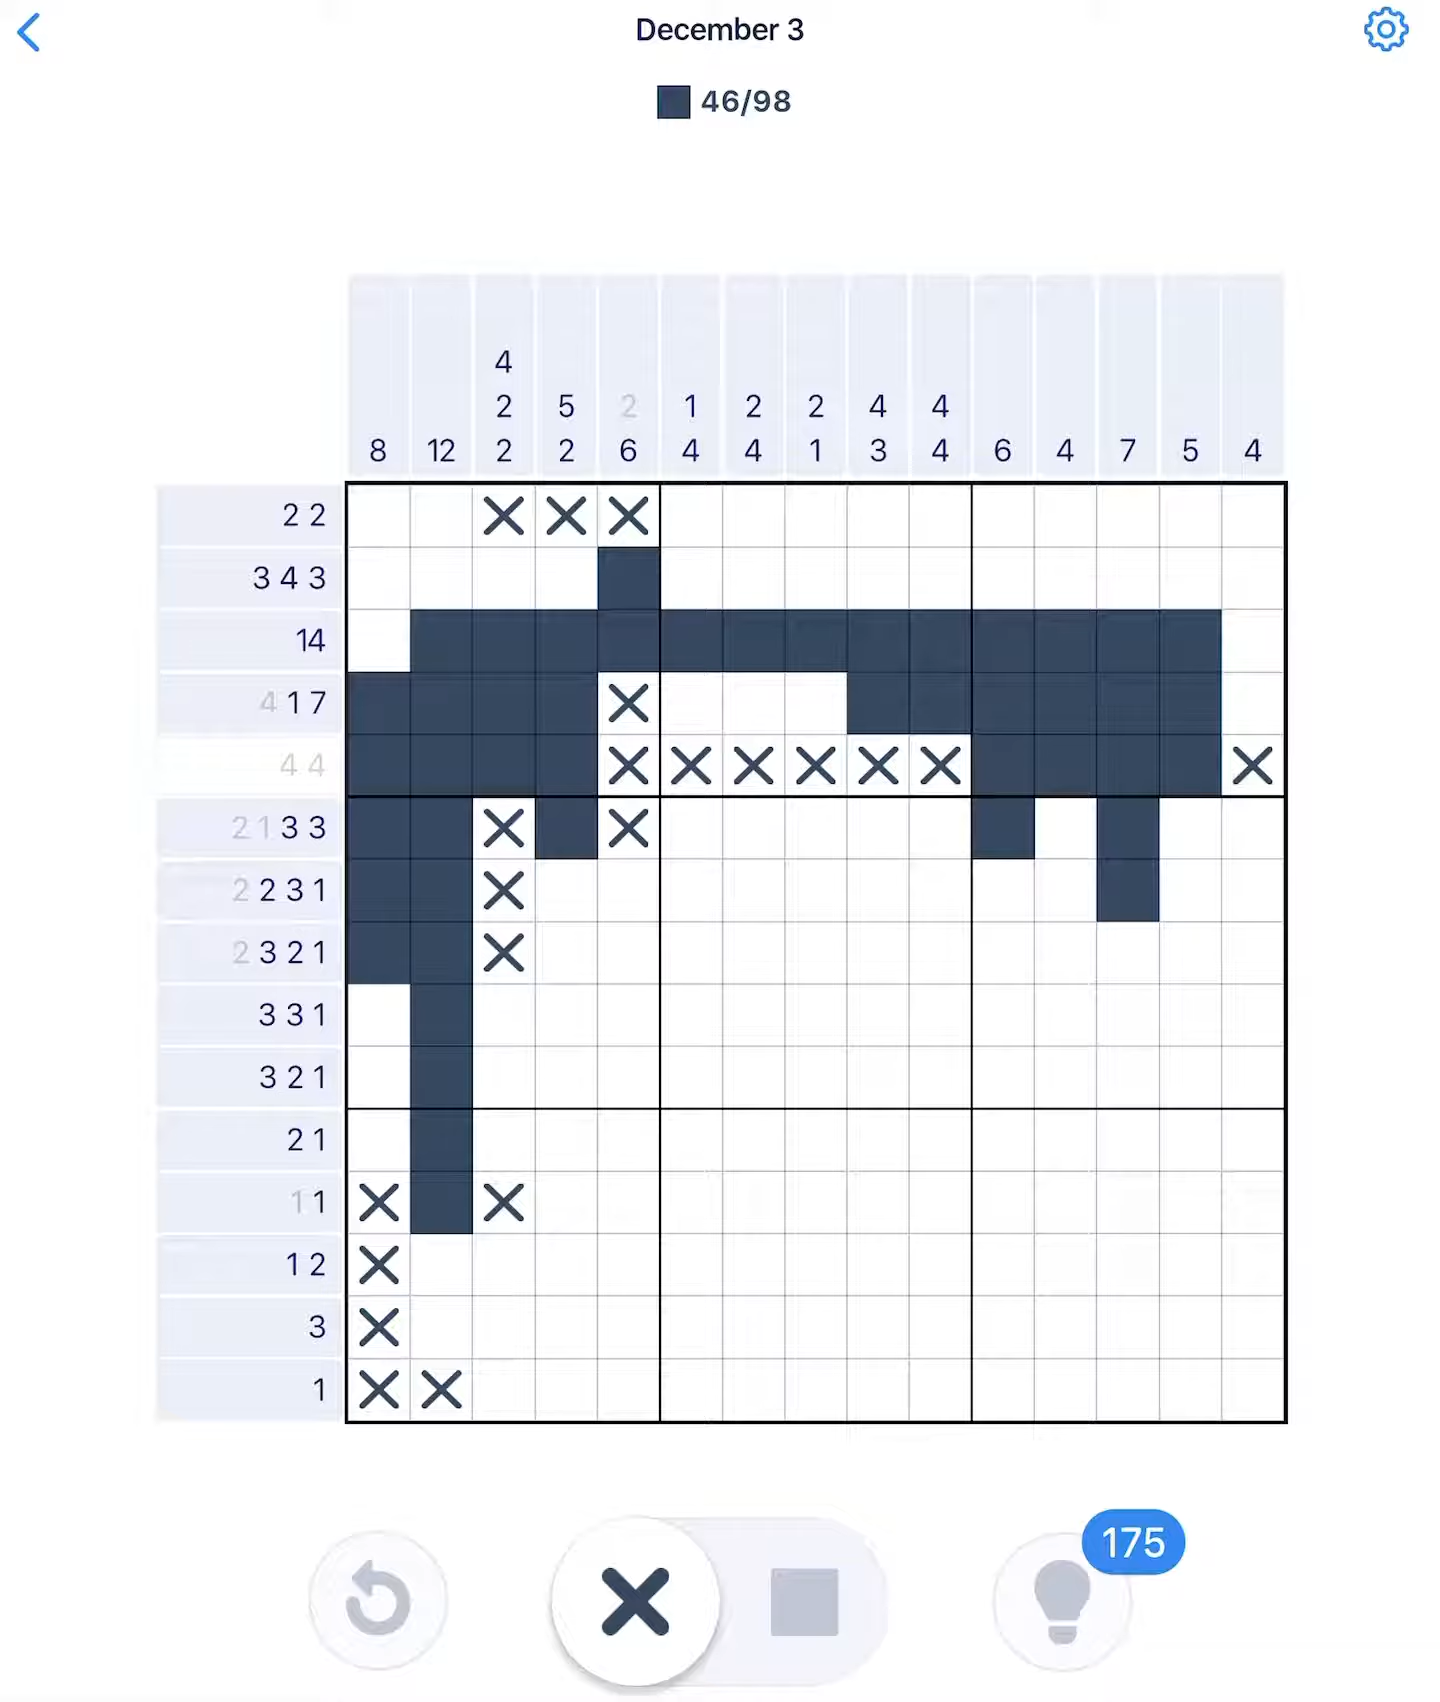 December 3
46/98
4
2 5 2 1 2 2 4 4
8 12 2 2 6 4 4 1 3 4 6 4 7 5 4
2 2
3 4 3
14
4 1 7
4 4
2 1 3 3
2 2 3 1
2 3 2 1
3 3 1
3 2 1
2 1
1 1
1 2
3
1
175